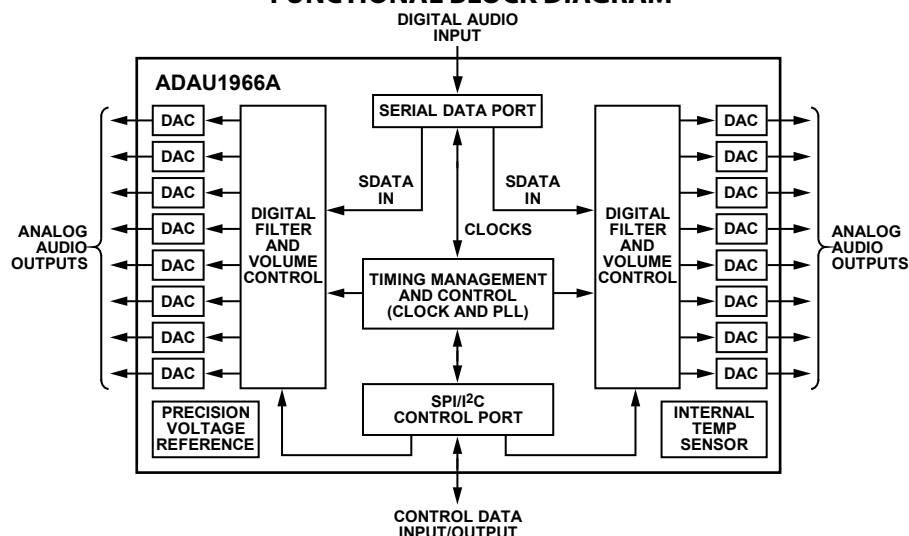 FUNCTIONAL BLOCK DIAGRAM
DIGITAL AUDIO
INPUT
ADAU1966A
SERIAL DATA PORT
DAC
DAC
DAC
DAC
DAC
DAC
DAC
DAC
ANALOG
AUDIO
OUTPUTS
DIGITAL
FILTER
AND
VOLUME
CONTROL
SDATA
IN
SDATA
IN
CLOCKS
TIMING MANAGEMENT
AND CONTROL
(CLOCK AND PLL)
DIGITAL
FILTER
AND
VOLUME
CONTROL
DAC
DAC
DAC
DAC
DAC
DAC
DAC
DAC
ANALOG
AUDIO
OUTPUTS
PRECISION
VOLTAGE
REFERENCE
SPI/I2C
CONTROL PORT
INTERNAL
TEMP
SENSOR
CONTROL DATA
INPUT/OUTPUT